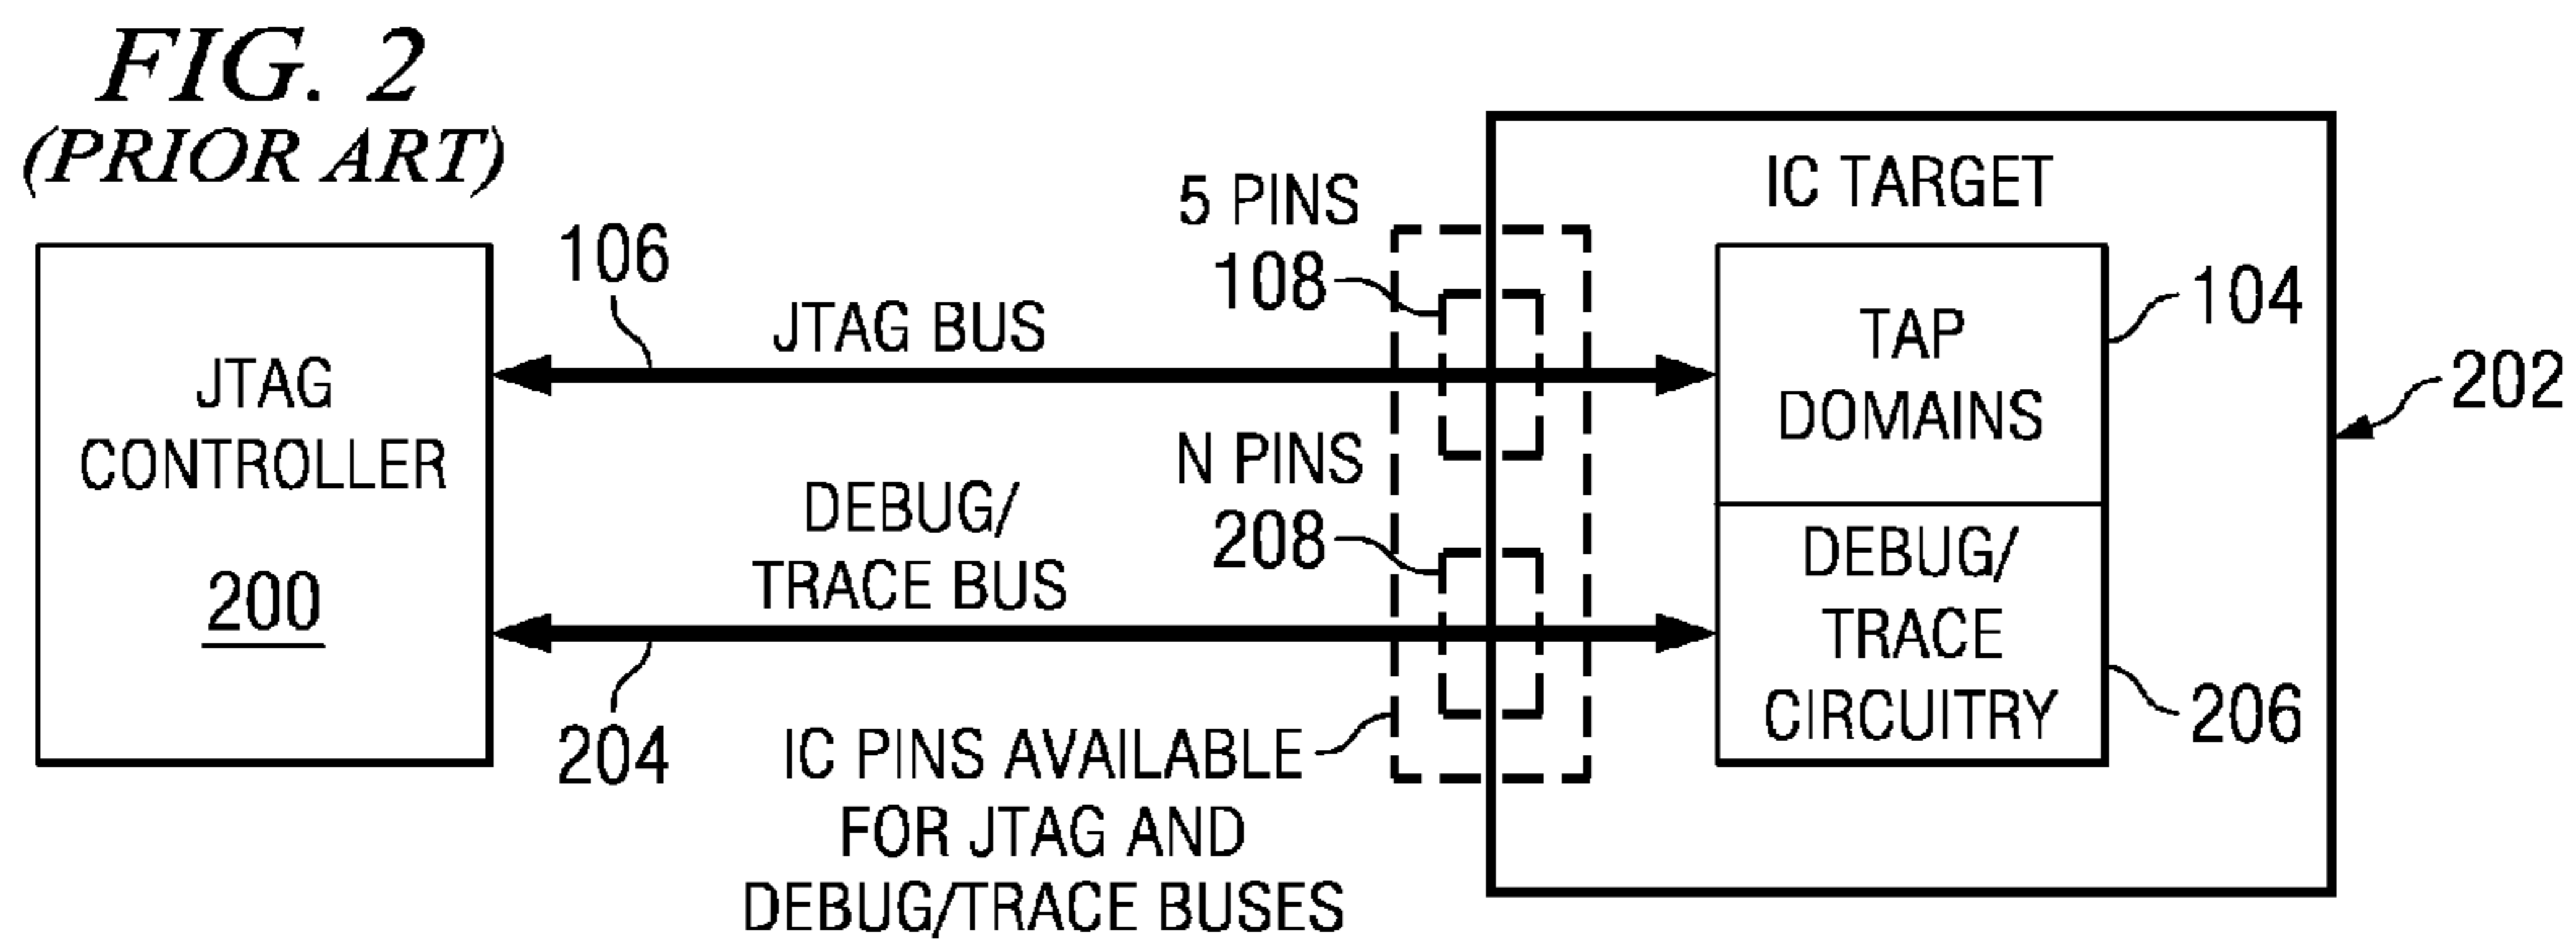 FIG. 2
(PRIOR ART)
JTAG
CONTROLLER
200
106
JTAG BUS
DEBUG/
TRACE BUS
204
5 PINS
108
N PINS
208
IC PINS AVAILABLE
FOR JTAG AND
DEBUG/TRACE BUSES
IC TARGET
TAP
DOMAINS
104
DEBUG/
TRACE
CIRCUITRY
206
202